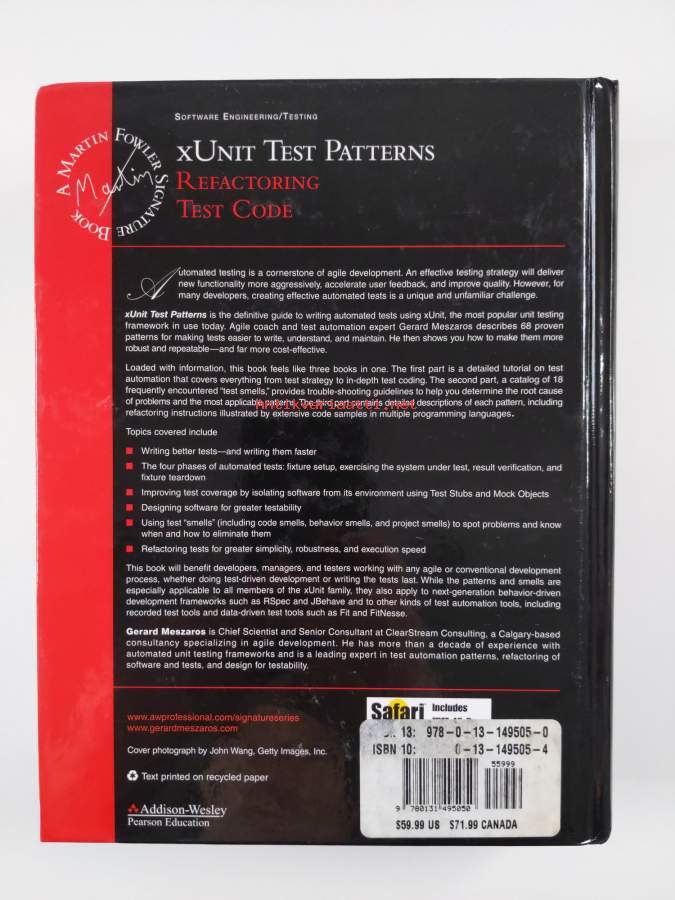 SOFTWARE ENGINEERING/TESTING
A MARTIN FOWLER SIGNATURE BOOK
Martin
XUNIT TEST PATTERNS
REFACTORING
TEST CODE
Automated testing is a cornerstone of agile development. An effective testing strategy will deliver
new functionality more aggressively, accelerate user feedback, and improve quality. However, for
many developers, creating effective automated tests is a unique and unfamiliar challenge.
xUnit Test Patterns is the definitive guide to writing automated tests using xUnit, the most popular unit testing
framework in use today. Agile coach and test automation expert Gerard Meszaros describes 68 proven
patterns for making tests easier to write, understand, and maintain. He then shows you how to make them more
robust and repeatable—and far more cost-effective.
Loaded with information, this book feels like three books in one. The first part is a detailed tutorial on test
automation that covers everything from test strategy to in-depth test coding. The second part, a catalog of 18
frequently encountered "test smells," provides trouble-shooting guidelines to help you determine the root cause
of problems and the most applicable patterns. The third part contains detailed descriptions of each pattern, including
Antikvariaatti.net
refactoring instructions illustrated by extensive code samples in multiple programming languages.
Topics covered include
■ Writing better tests—and writing them faster
■ The four phases of automated tests: fixture setup, exercising the system under test, result verification, and
fixture teardown
■ Improving test coverage by isolating software from its environment using Test Stubs and Mock Objects
■ Designing software for greater testability
■ Using test "smells" (including code smells, behavior smells, and project smells) to spot problems and know
when and how to eliminate them
■ Refactoring tests for greater simplicity, robustness, and execution speed
This book will benefit developers, managers, and testers working with any agile or conventional development
process, whether doing test-driven development or writing the tests last. While the patterns and smells are
especially applicable to all members of the xUnit family, they also apply to next-generation behavior-driven
development frameworks such as RSpec and JBehave and to other kinds of test automation tools, including
recorded test tools and data-driven test tools such as Fit and FitNesse.
Gerard Meszaros is Chief Scientist and Senior Consultant at ClearStream Consulting, a Calgary-based
consultancy specializing in agile development. He has more than a decade of experience with
automated unit testing frameworks and is a leading expert in test automation patterns, refactoring of
software and tests, and design for testability.
www.awprofessional.com/signatureseries
www.gerardmeszaros.com
Cover photograph by John Wang, Getty Images, Inc.
Text printed on recycled paper
Addison-Wesley
Pearson Education
Safari Includes
13: 978-0-13-149505-0
ISBN 10: 0-13-149505-4
55999
9 780131 495050
$59.99 US $71.99 CANADA